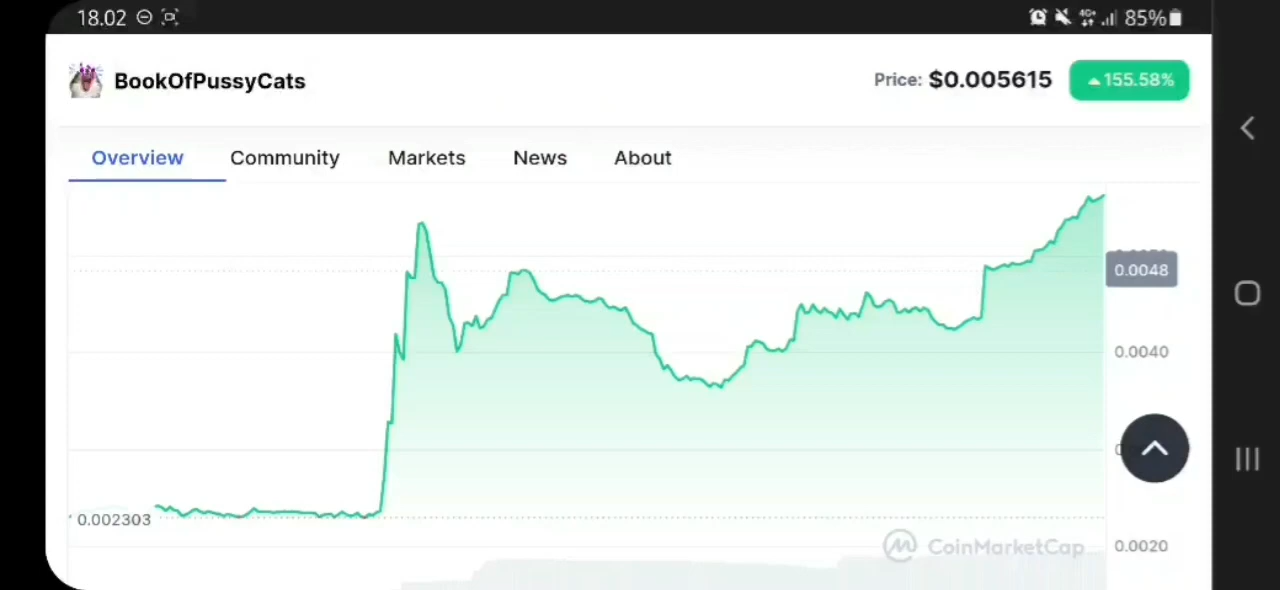 18.02
4G+
85%
BookOfPussyCats
Price: $0.005615
155.58%
Overview
Community
Markets
News
About
0.0048
0.0040
0.002303
CoinMarketCap
0.0020